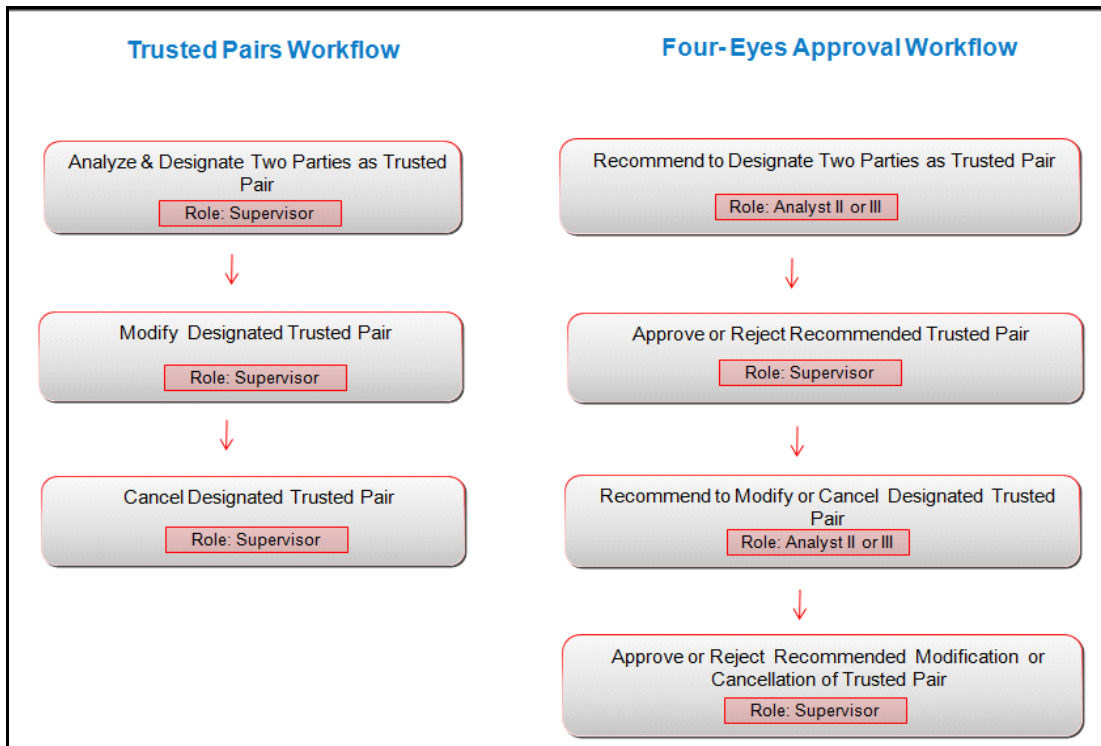 Trusted Pairs Workflow
Analyze & Designate Two Parties as Trusted
Pair
Role: Supervisor
Modify Designated Trusted Pair
Role: Supervisor
Cancel Designated Trusted Pair
Role: Supervisor
Four-Eyes Approval Workflow
Recommend to Designate Two Parties as Trusted Pair
Role: Analyst II or III
Approve or Reject Recommended Trusted Pair
Role: Supervisor
Recommend to Modify or Cancel Designated Trusted
Pair
Role: Analyst II or III
Approve or Reject Recommended Modification or
Cancellation of Trusted Pair
Role: Supervisor